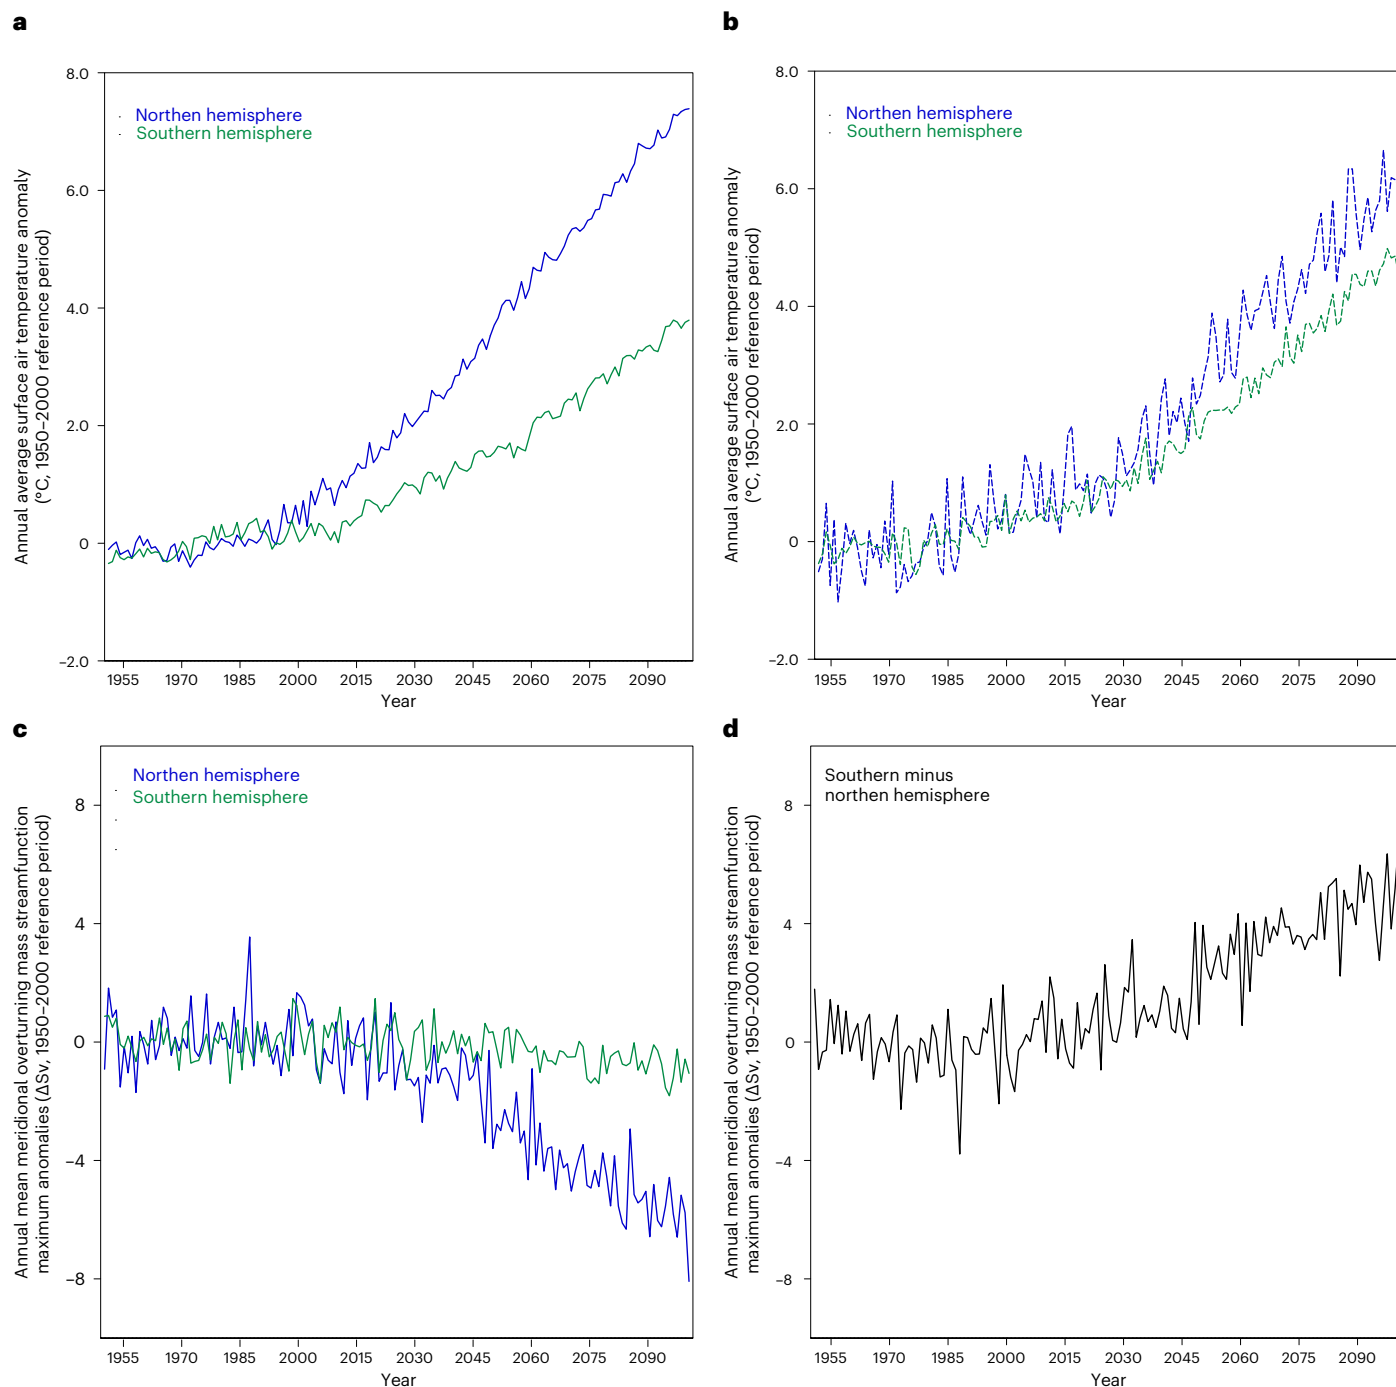 a
Annual average surface air temperature anomaly
(°C, 1950–2000 reference period)
8.0
6.0
4.0
2.0
0
–2.0
Northen hemisphere
Southern hemisphere
1955 1970 1985 2000 2015 2030 2045 2060 2075 2090
Year
b
Annual average surface air temperature anomaly
(°C, 1950–2000 reference period)
8.0
6.0
4.0
2.0
0
–2.0
Northen hemisphere
Southern hemisphere
1955 1970 1985 2000 2015 2030 2045 2060 2075 2090
Year
c
Annual mean meridional overturning mass streamfunction
maximum anomalies (ΔSv, 1950–2000 reference period)
8
4
0
–4
–8
Northen hemisphere
Southern hemisphere
1955 1970 1985 2000 2015 2030 2045 2060 2075 2090
Year
d
Annual mean meridional overturning mass streamfunction
maximum anomalies (ΔSv, 1950–2000 reference period)
8
4
0
–4
–8
Southern minus
northen hemisphere
1955 1970 1985 2000 2015 2030 2045 2060 2075 2090
Year